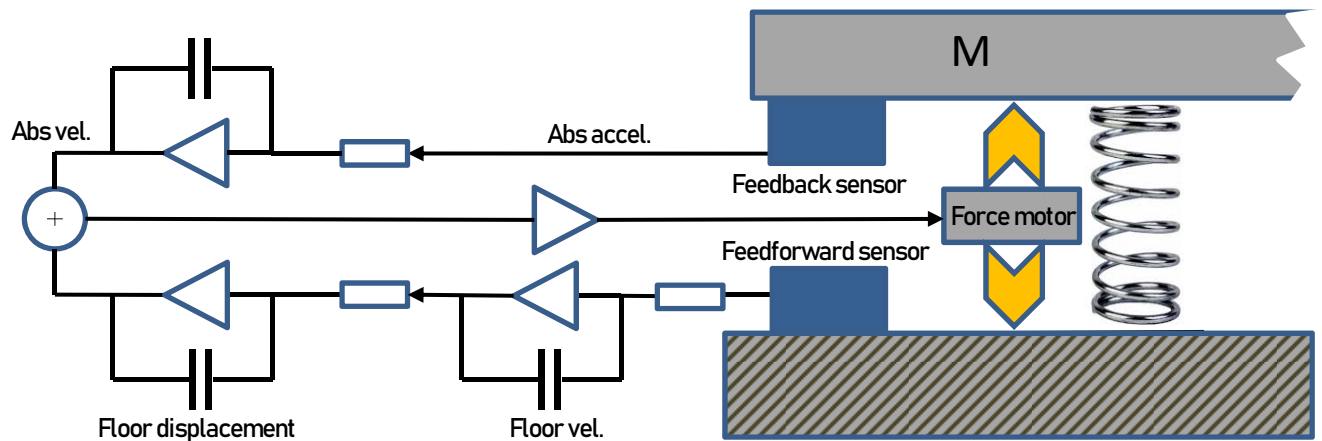 M
Abs vel.
Abs accel.
Feedback sensor
+
Force motor
Feedforward sensor
Floor displacement
Floor vel.